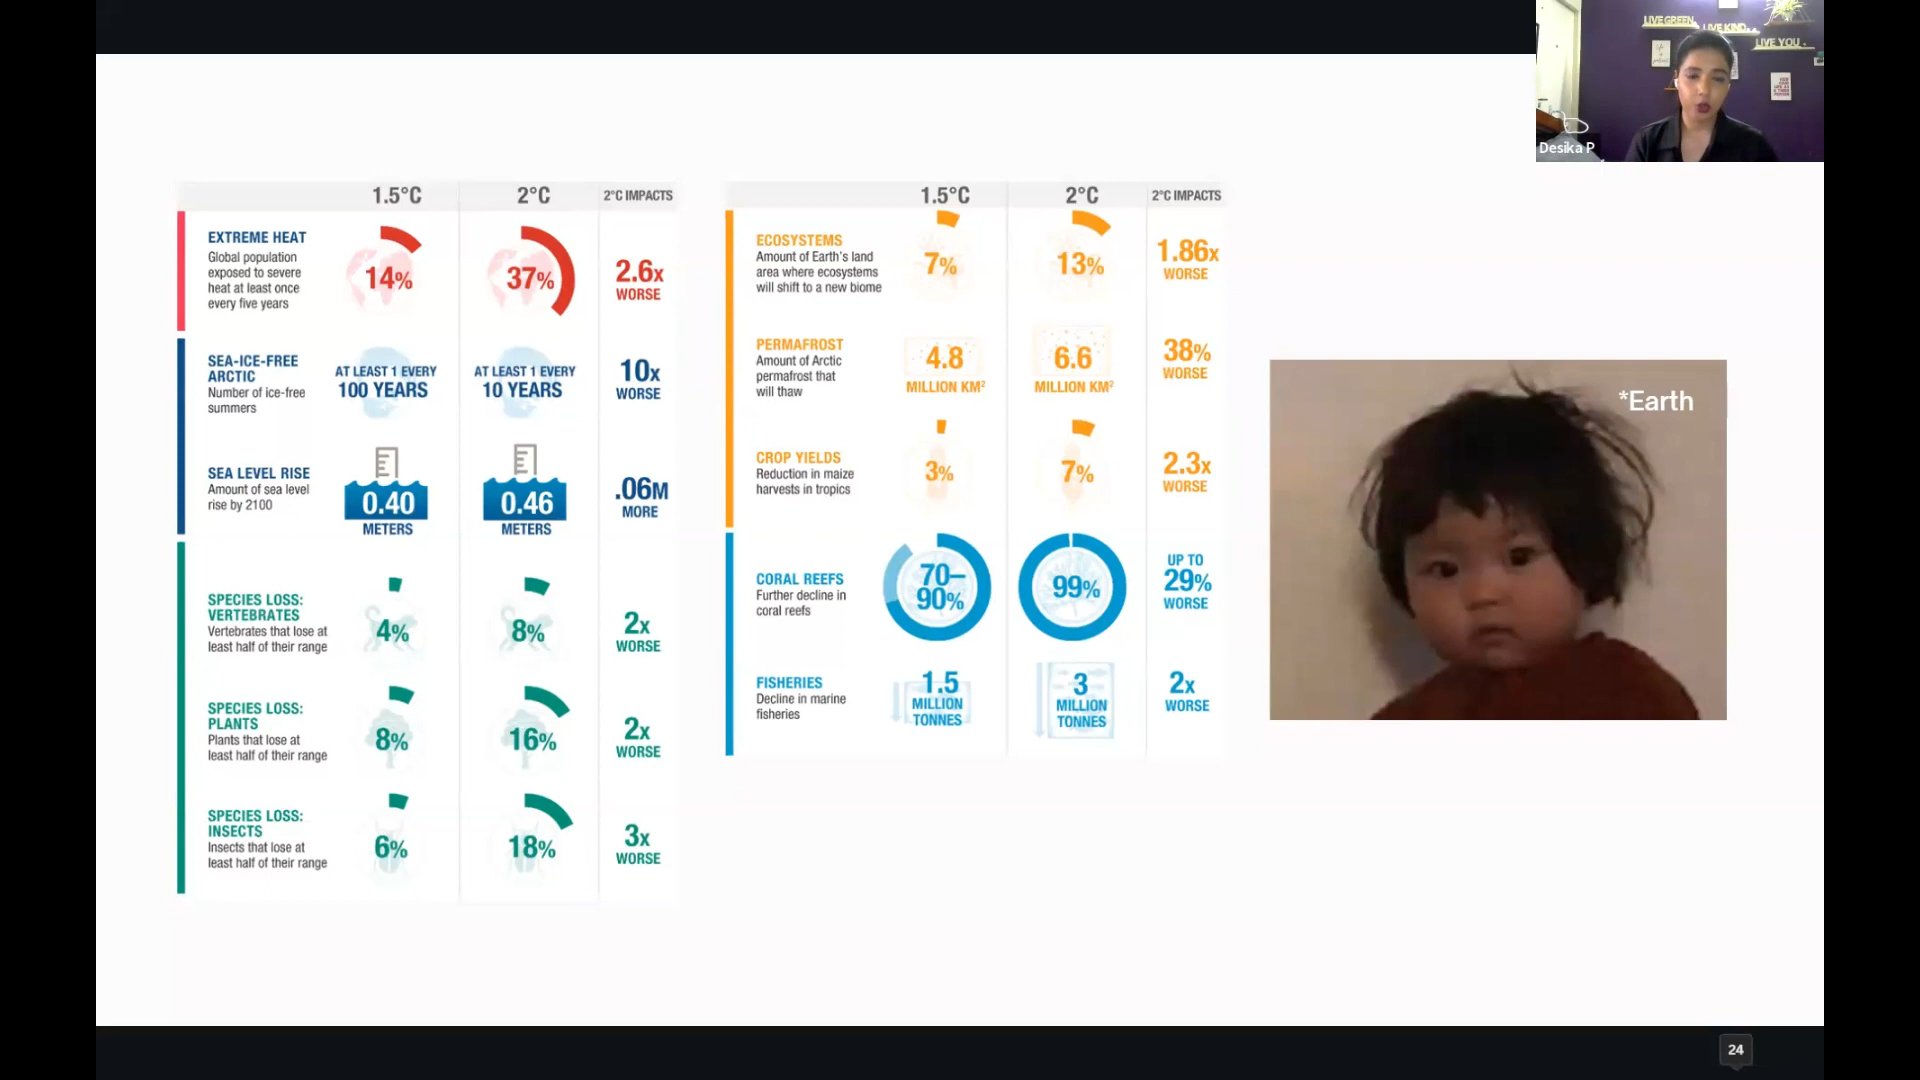 LIVE GREEN
LIVE KIND
LIVE YOU
Desika P
1.5°C 2°C 2°C IMPACTS
EXTREME HEAT
Global population
exposed to severe
heat at least once
every five years
14%
37%
2.6x
WORSE
SEA-ICE-FREE
ARCTIC
Number of ice-free
summers
AT LEAST 1 EVERY
100 YEARS
AT LEAST 1 EVERY
10 YEARS
10x
WORSE
SEA LEVEL RISE
Amount of sea level
rise by 2100
0.40
METERS
0.46
METERS
.06M
MORE
SPECIES LOSS:
VERTEBRATES
Vertebrates that lose at
least half of their range
4%
8%
2x
WORSE
SPECIES LOSS:
PLANTS
Plants that lose at
least half of their range
8%
16%
2x
WORSE
SPECIES LOSS:
INSECTS
Insects that lose at
least half of their range
6%
18%
3x
WORSE
1.5°C 2°C 2°C IMPACTS
ECOSYSTEMS
Amount of Earth's land
area where ecosystems
will shift to a new biome
7%
13%
1.86x
WORSE
PERMAFROST
Amount of Arctic
permafrost that
will thaw
4.8
MILLION KM²
6.6
MILLION KM²
38%
WORSE
CROP YIELDS
Reduction in maize
harvests in tropics
3%
7%
2.3x
WORSE
CORAL REEFS
Further decline in
coral reefs
70–
90%
99%
UP TO
29%
WORSE
FISHERIES
Decline in marine
fisheries
1.5
MILLION
TONNES
3
MILLION
TONNES
2x
WORSE
*Earth
24